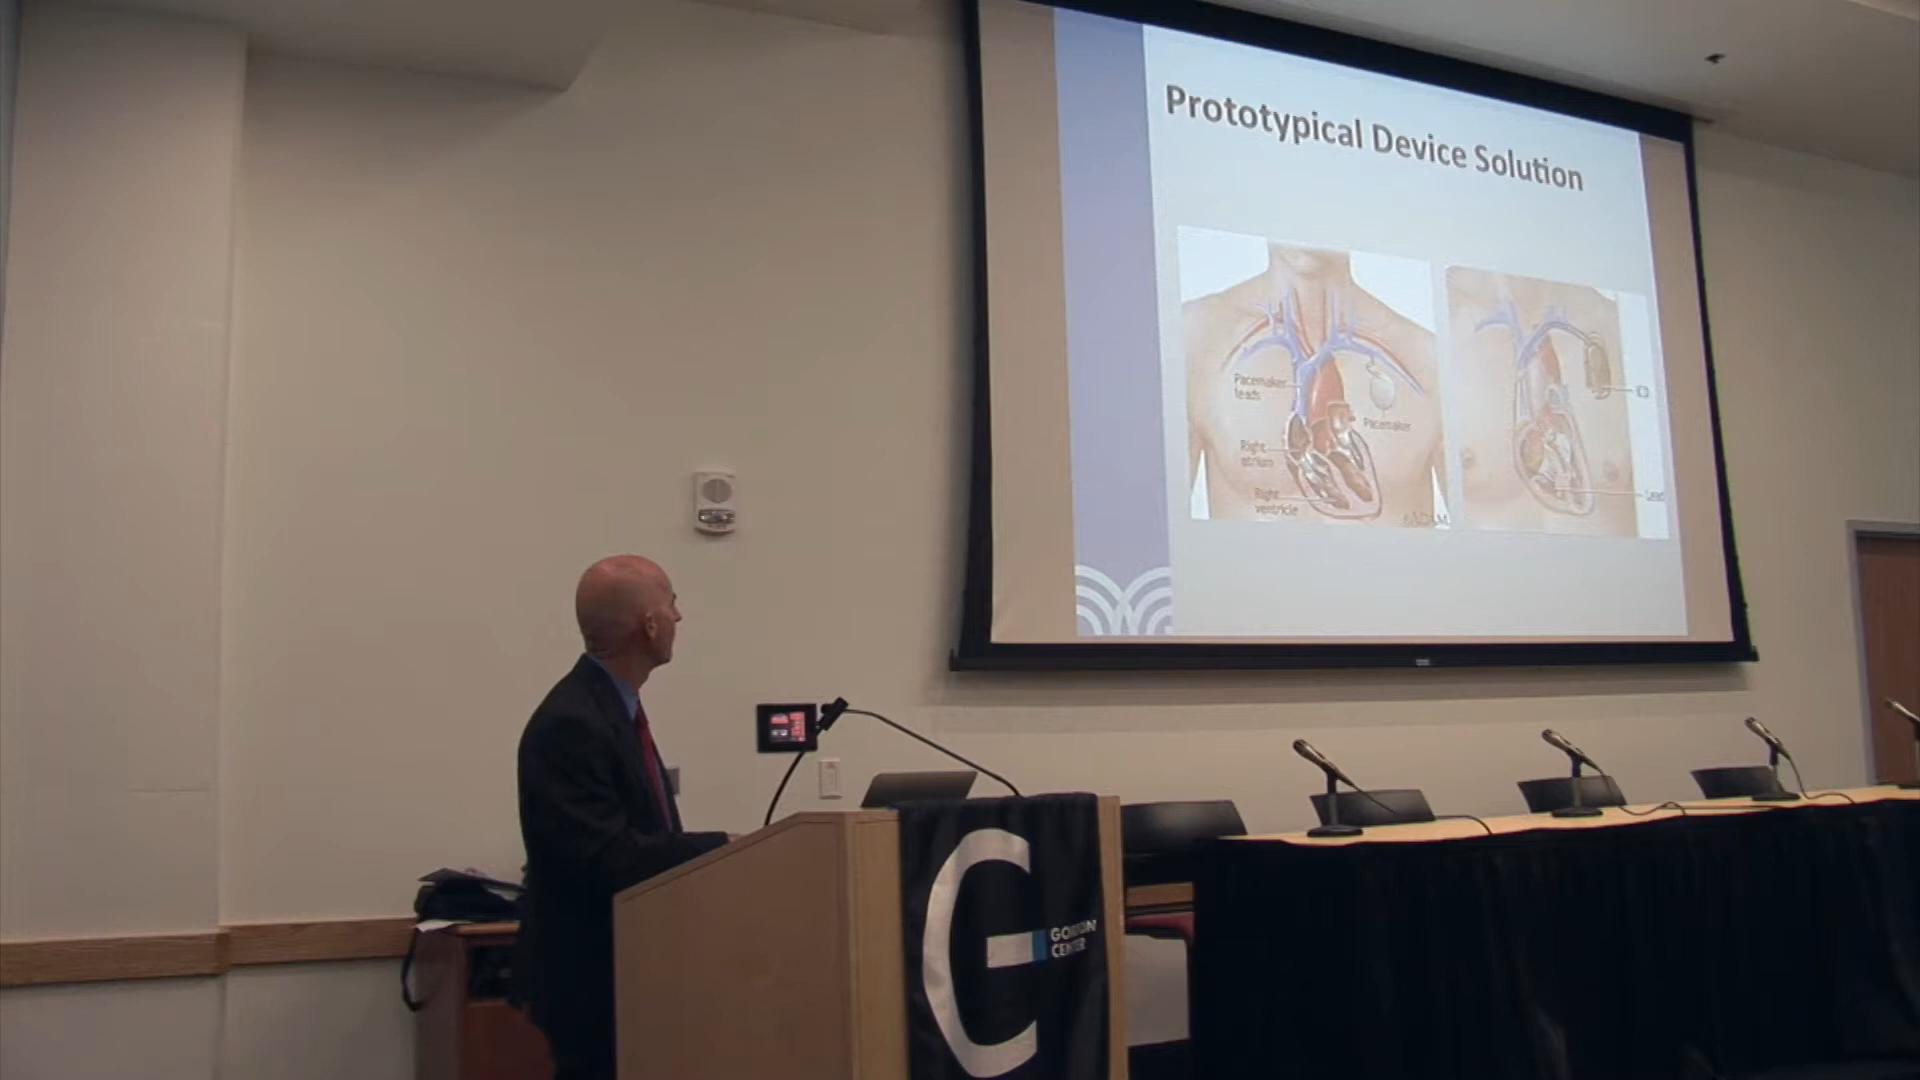 Prototypical Device Solution
Pacemaker
leads
Pacemaker
Right
atrium
Right
ventricle
ICD
Lead
GORDON
CENTER